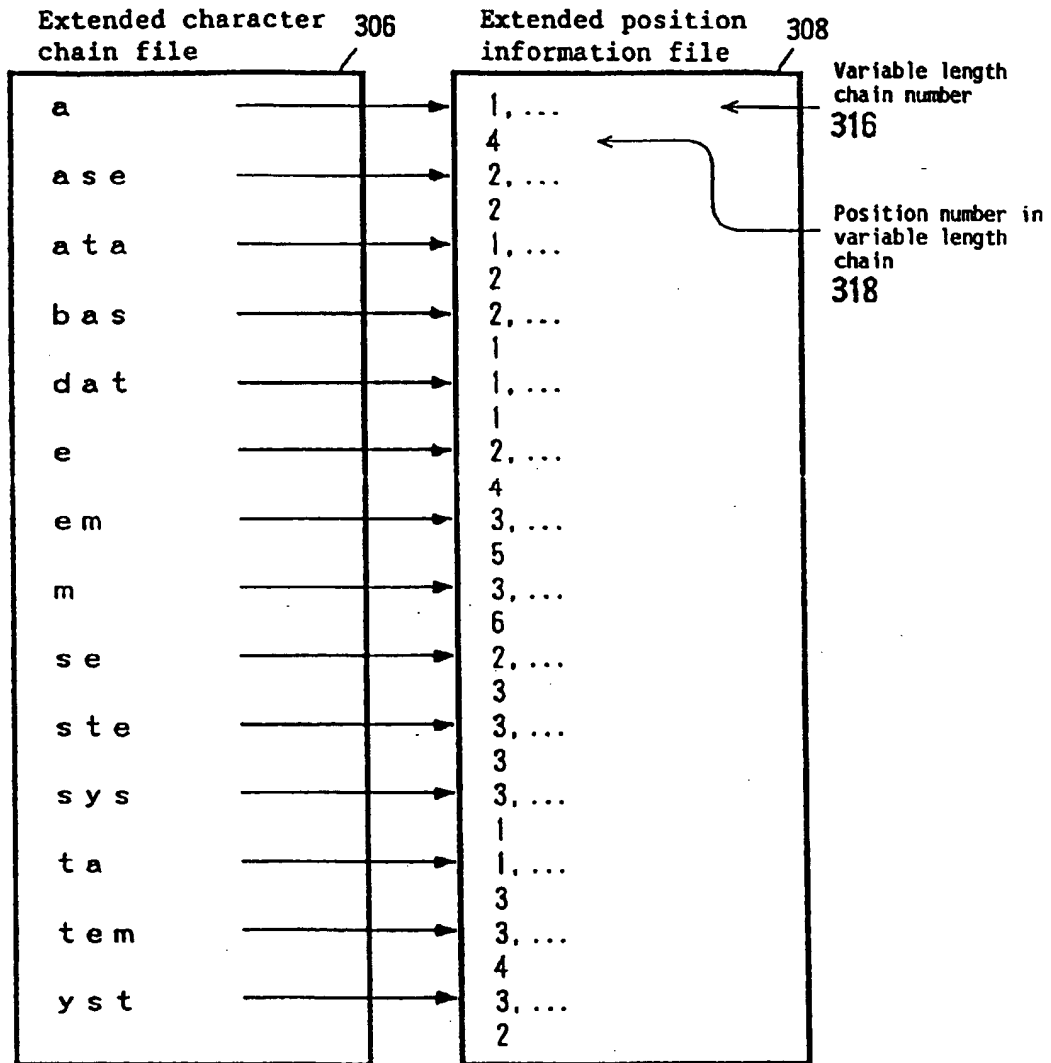 Extended character
chain file
306
Extended position
information file
308
Variable length
chain number
316
Position number in
variable length
chain
318
a
1, ...
4
ase
2, ...
2
ata
1, ...
2
bas
2, ...
1
dat
1, ...
1
e
2, ...
4
em
3, ...
5
m
3, ...
6
se
2, ...
3
ste
3, ...
3
sys
3, ...
1
ta
1, ...
3
tem
3, ...
4
yst
3, ...
2